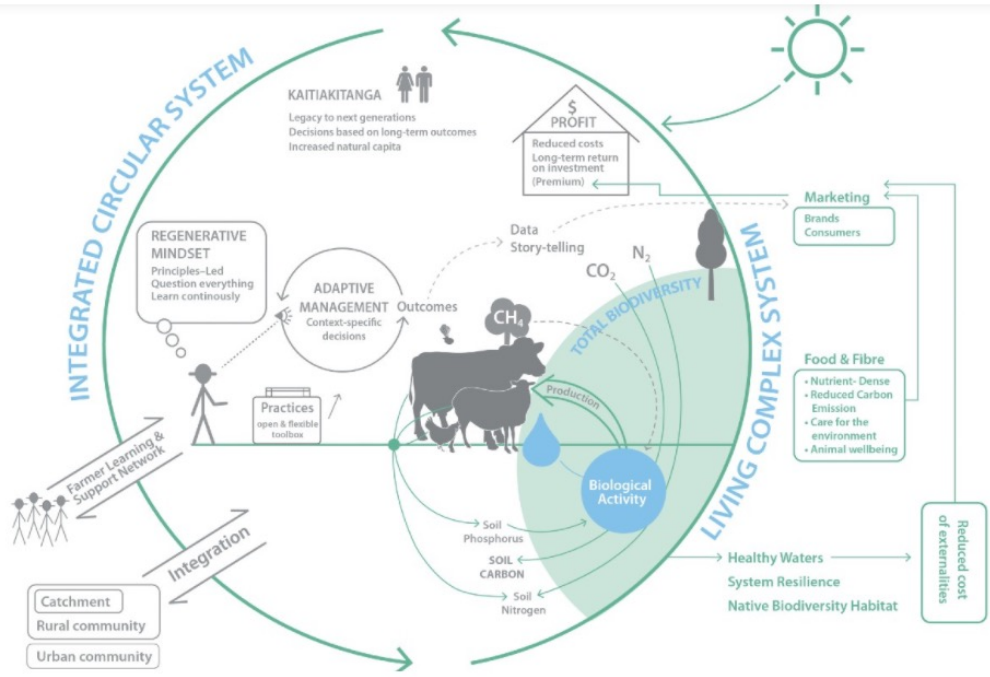 INTEGRATED CIRCULAR SYSTEM
KAITIAKITANGA
Legacy to next generations
Decisions based on long-term outcomes
Increased natural capita
$
PROFIT
Reduced costs
Long-term return
on investment
(Premium)
Marketing
Brands
Consumers
REGENERATIVE
MINDSET
Principles-Led
Question everything
Learn continously
ADAPTIVE
MANAGEMENT
Context-specific
decisions
Outcomes
Data
Story-telling
CO₂
N₂
CH₄
TOTAL BIODIVERSITY
LIVING COMPLEX SYSTEM
Food & Fibre
• Nutrient- Dense
• Reduced Carbon
Emission
• Care for the
environment
• Animal wellbeing
Practices
open & flexible
toolbox
Production
Biological
Activity
Farmer Learning &
Support Network
Soil
Phosphorus
SOIL
CARBON
Soil
Nitrogen
Integration
Catchment
Rural community
Urban community
Healthy Waters
System Resilience
Native Biodiversity Habitat
Reduced cost
of externalities